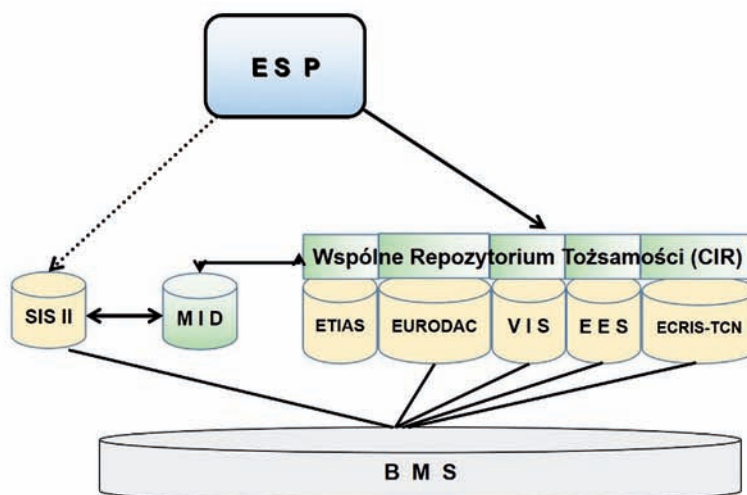 E S P
Wspólne Repozytorium Tożsamości (CIR)
SIS II
M I D
ETIAS
EURODAC
V I S
E E S
ECRIS-TCN
B M S